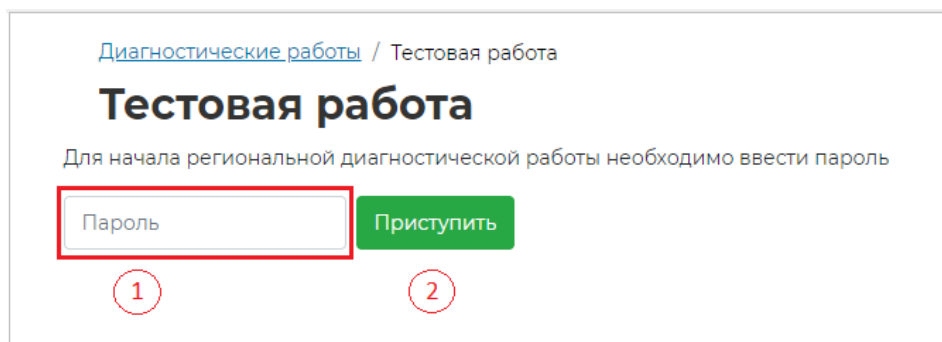 Диагностические работы / Тестовая работа
Тестовая работа
Для начала региональной диагностической работы необходимо ввести пароль
Пароль Приступить
1 2